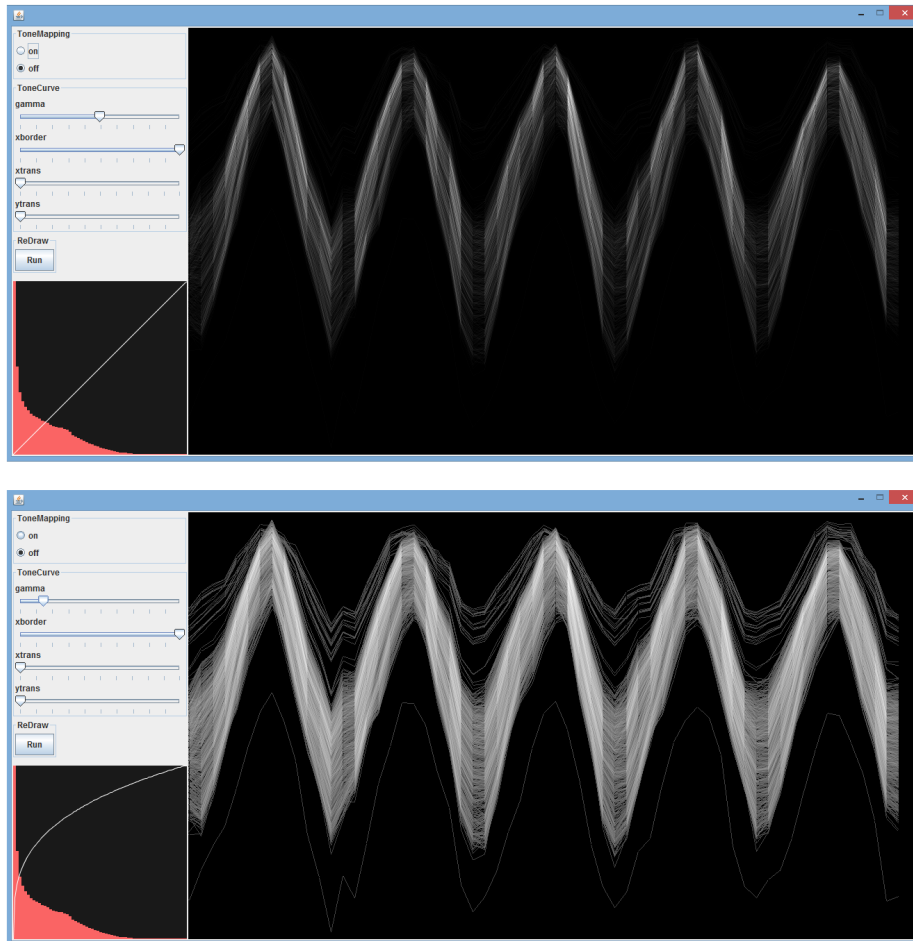 ToneMapping
on
off
ToneCurve
gamma
xborder
xtrans
ytrans
ReDraw
Run
ToneMapping
on
off
ToneCurve
gamma
xborder
xtrans
ytrans
ReDraw
Run